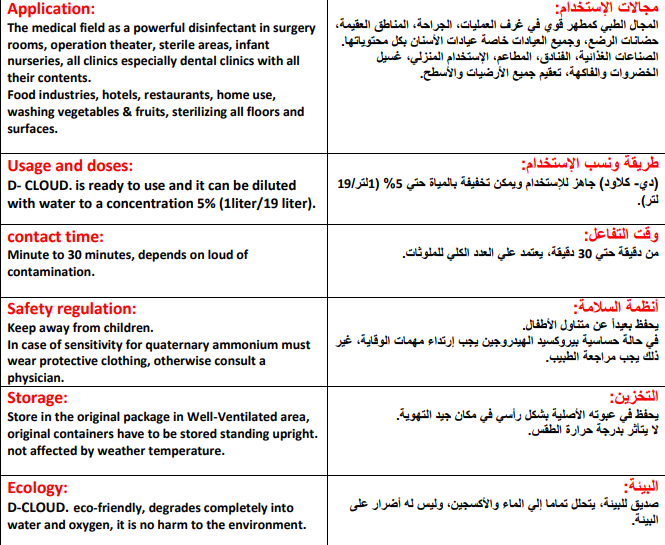 Application:
The medical field as a powerful disinfectant in surgery
rooms, operation theater, sterile areas, infant
nurseries, all clinics especially dental clinics with all
their contents.
Food industries, hotels, restaurants, home use,
washing vegetables & fruits, sterilizing all floors and
surfaces.
مجالات الإستخدام:
المجال الطبي كمطهر قوي في غرف العمليات، الجراحة، المناطق العقيمة،
حضانات الرضع، وجميع العيادات خاصة عيادات الأسنان بكل محتوياتها.
الصناعات الغذائية، الفنادق، المطاعم، الإستخدام المنزلي، غسيل
الخضروات والفاكهة، تعقيم جميع الأرضيات والأسطح.
Usage and doses:
D- CLOUD. is ready to use and it can be diluted
with water to a concentration 5% (1liter/19 liter).
طريقة ونسب الإستخدام:
(دي- كلاود) جاهز للإستخدام ويمكن تخفيفة بالمياة حتي 5% (1لتر/19
لتر).
contact time:
Minute to 30 minutes, depends on loud of
contamination.
وقت التفاعل:
من دقيقة حتي 30 دقيقة، يعتمد علي العدد الكلي للملوثات.
Safety regulation:
Keep away from children.
In case of sensitivity for quaternary ammonium must
wear protective clothing, otherwise consult a
physician.
أنظمة السلامة:
يحفظ بعيداً عن متناول الأطفال.
في حالة حساسية بيروكسيد الهيدروجين يجب إرتداء مهمات الوقاية، غير
ذلك يجب مراجعة الطبيب.
Storage:
Store in the original package in Well-Ventilated area,
original containers have to be stored standing upright.
not affected by weather temperature.
التخزين:
يحفظ في عبوته الأصلية بشكل رأسي في مكان جيد التهوية.
لا يتأثر بدرجة حرارة الطقس.
Ecology:
D-CLOUD. eco-friendly, degrades completely into
water and oxygen, it is no harm to the environment.
البيئة:
صديق للبيئة، يتحلل تماما إلي الماء والأكسجين، وليس له أضرار على
البيئة.